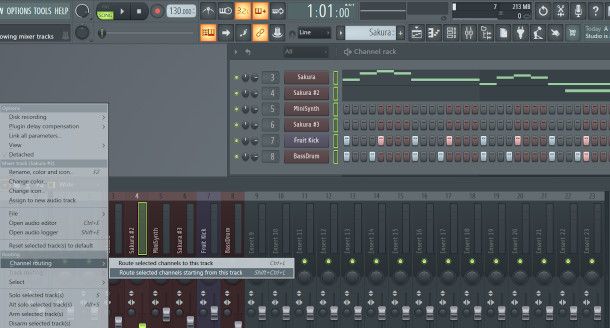 W OPTIONS TOOLS HELP
SONG
3 2
130.000
1:01:00
7
213 MB
0
owing mixer tracks
Line
Sakura
Today
Studio is
All
Channel rack
3 Sakura
4 Sakura #2
5 MiniSynth
6 Sakura #3
7 Fruit Kick
8 BassDrum
Options
Disk recording
Plugin delay compensation
Link all parameters...
View
Detached
Mixer track (Sakura #2)
Rename, color and icon... F2
Change color...
Change icon...
Assign to new audio track
File
Open audio editor Ctrl+E
Open audio logger Shift+E
Reset selected track(s) to default
Routing
Channel routing
Select
Solo selected track(s)
Alt solo selected track(s) Alt+S
Arm selected track(s)
Disarm selected track(s)
Route selected channels to this track Ctrl+L
Route selected channels starting from this track Shift+Ctrl+L
3 4 5 6 7 8 9 10 11 12 13 14 15 16 17 18 19 20 21 22 23
Sakura #2
MiniSynth
Sakura #3
Fruit Kick
BassDrum
Insert 9
Insert 10
Insert 11
Insert 12
Insert 13
Insert 14
Insert 15
Insert 16
Insert 17
Insert 18
Insert 19
Insert 20
Insert 21
Insert 22
Insert 23